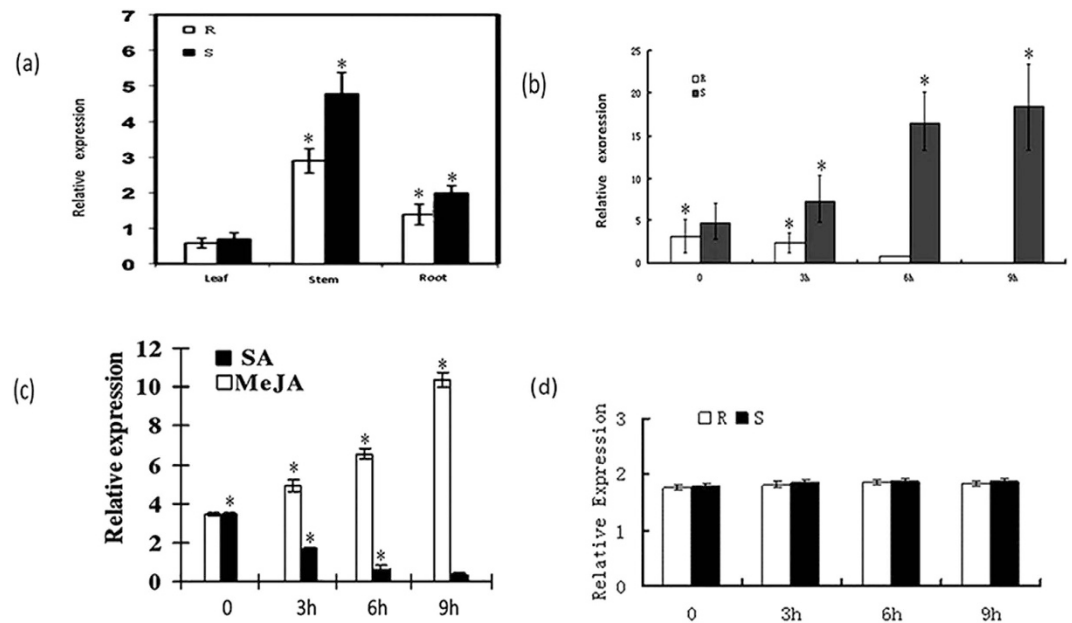 (a)
Relative expression
7
6
5
4
3
2
1
0
R
S
*
*
*
*
*
Leaf Stem Root
(b)
Relative exoression
25
20
15
10
5
0
R
S
*
*
*
*
*
0 3h 6h 9h
(c)
Relative expression
12
10
8
6
4
2
0
SA
MeJA
*
*
*
*
*
*
0 3h 6h 9h
(d)
Relative Expression
3
2
1
0
R S
0 3h 6h 9h